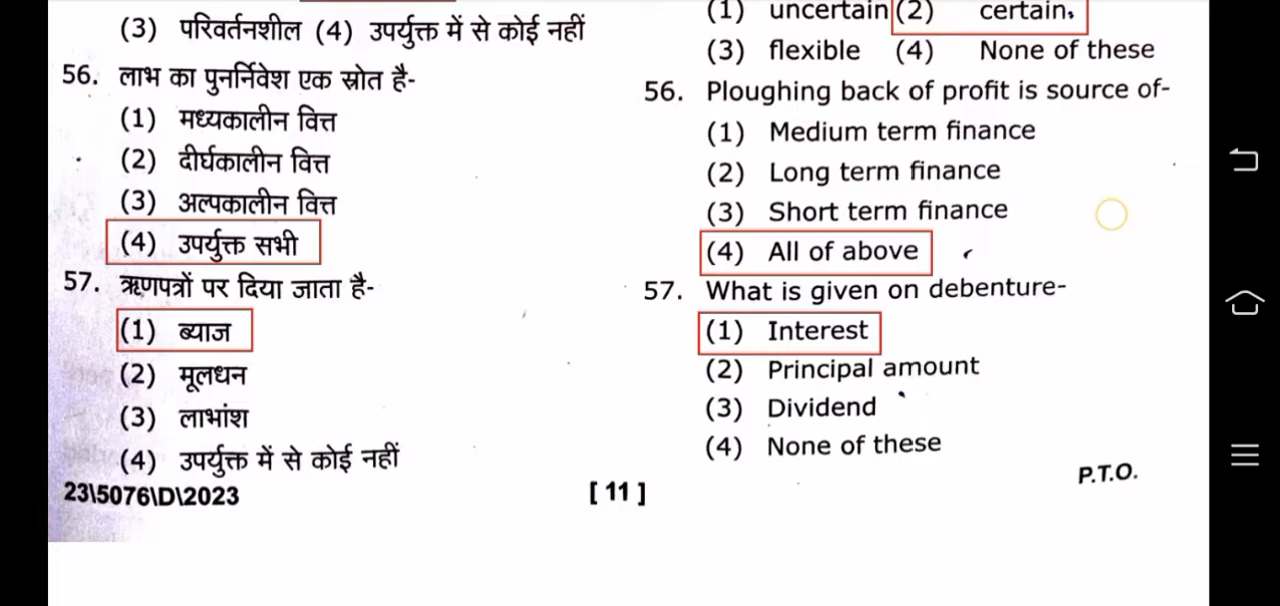 (3) परिवर्तनशील (4) उपर्युक्त में से कोई नहीं
56. लाभ का पुनर्निवेश एक स्रोत है-
(1) मध्यकालीन वित्त
(2) दीर्घकालीन वित्त
(3) अल्पकालीन वित्त
(4) उपर्युक्त सभी
57. ऋणपत्रों पर दिया जाता है-
(1) ब्याज
(2) मूलधन
(3) लाभांश
(4) उपर्युक्त में से कोई नहीं
23\5076\D\2023
[ 11 ]
(1) uncertain (2) certain.
(3) flexible (4) None of these
56. Ploughing back of profit is source of-
(1) Medium term finance
(2) Long term finance
(3) Short term finance
(4) All of above
57. What is given on debenture-
(1) Interest
(2) Principal amount
(3) Dividend
(4) None of these
P.T.O.